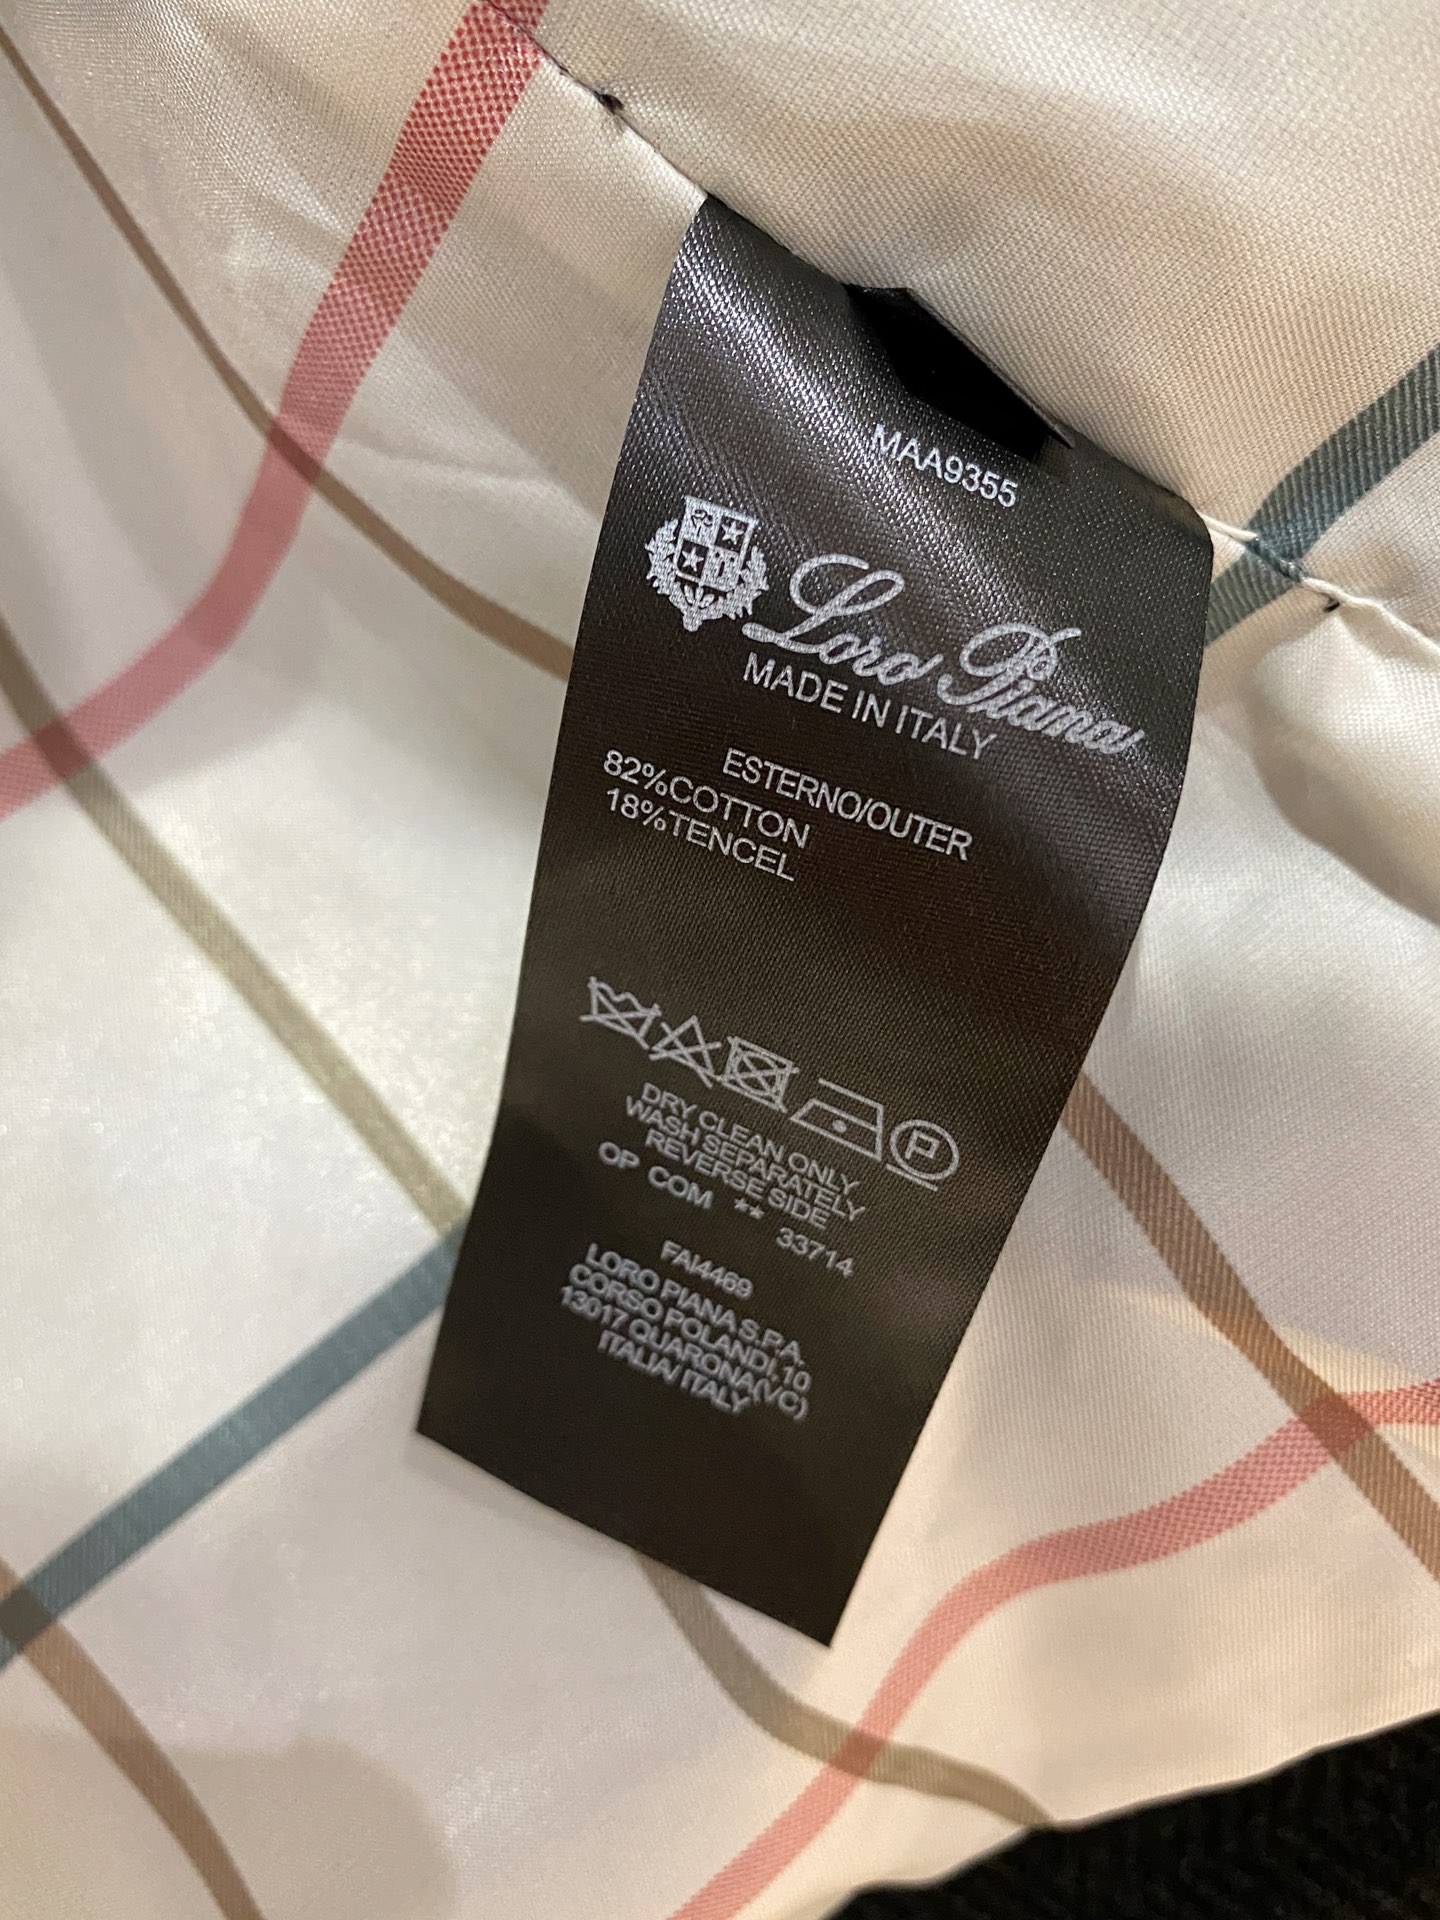 MAA9355
Loro Piana
MADE IN ITALY
ESTERNO/OUTER
82%COTTON
18%TENCEL
P
DRY CLEAN ONLY
WASH SEPARATELY
REVERSE SIDE
OP COM ** 33714
FAI4469
LORO PIANA S.P.A.
CORSO POLANDI, 10
13017 QUARONA(VC)
ITALIA/ ITALY